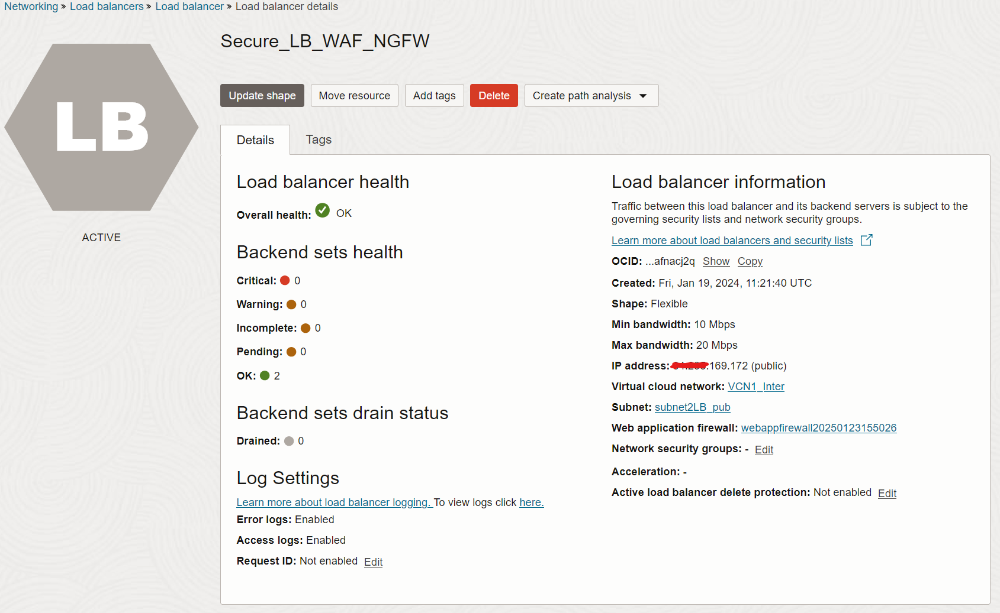 Networking » Load balancers » Load balancer » Load balancer details
LB
ACTIVE
Secure_LB_WAF_NGFW
Update shape
Move resource
Add tags
Delete
Create path analysis
Details
Tags
Load balancer health
Overall health: OK
Backend sets health
Critical: 0
Warning: 0
Incomplete: 0
Pending: 0
OK: 2
Backend sets drain status
Drained: 0
Log Settings
Learn more about load balancer logging. To view logs click here.
Error logs: Enabled
Access logs: Enabled
Request ID: Not enabled Edit
Load balancer information
Traffic between this load balancer and its backend servers is subject to the
governing security lists and network security groups.
Learn more about load balancers and security lists
OCID: ...afnacj2q Show Copy
Created: Fri, Jan 19, 2024, 11:21:40 UTC
Shape: Flexible
Min bandwidth: 10 Mbps
Max bandwidth: 20 Mbps
IP address: .169.172 (public)
Virtual cloud network: VCN1_Inter
Subnet: subnet2LB_pub
Web application firewall: webappfirewall20250123155026
Network security groups: - Edit
Acceleration: -
Active load balancer delete protection: Not enabled Edit